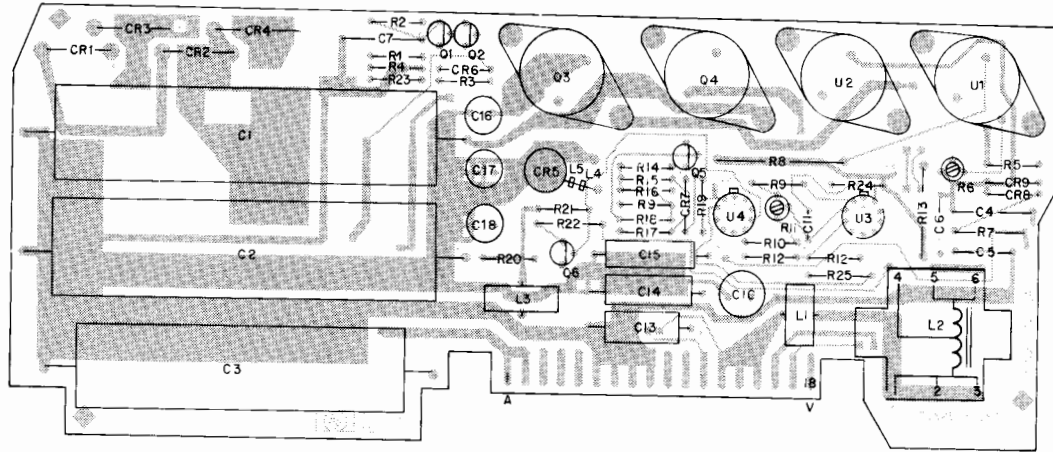 CR3
CR4
R2
CR1
CR2
C7
Q1
Q2
R1
R4
R23
CR6
R3
Q3
Q4
U2
U1
C1
C16
C17
CR5
L5
L4
R14
R15
R16
R9
R18
R17
Q5
R8
R5
R6
CR9
CR8
CR7
R19
U4
R9
R11
C11
R24
U3
R13
C6
C4
R7
C5
C2
C18
R21
R22
R20
Q6
C15
R10
R12
R12
R25
4
5
6
L3
C14
C10
L1
L2
C13
C3
A
18
V
1
2
3